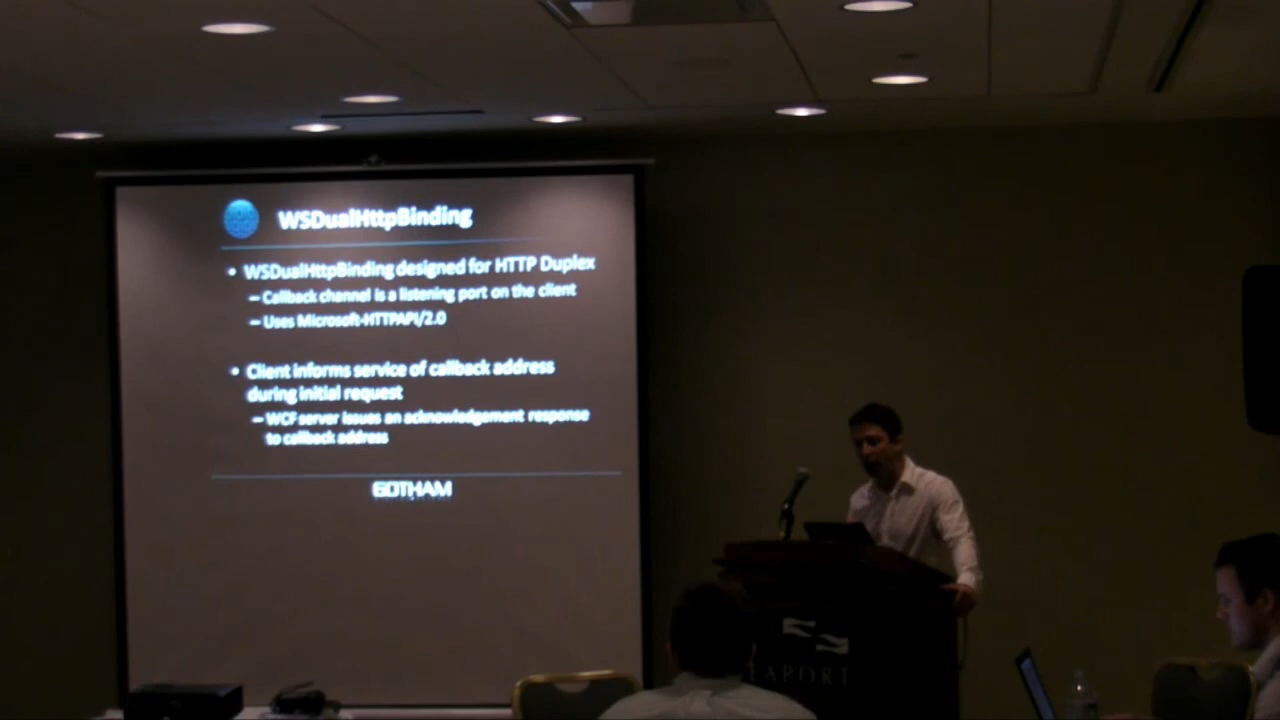 WSDualHttpBinding
• WSDualHttpBinding designed for HTTP Duplex
– Callback channel is a listening port on the client
– Uses Microsoft-HTTPAPI/2.0
• Client informs service of callback address
during initial request
– WCF server issues an acknowledgement response
to callback address
GOTHAM
EAPORT